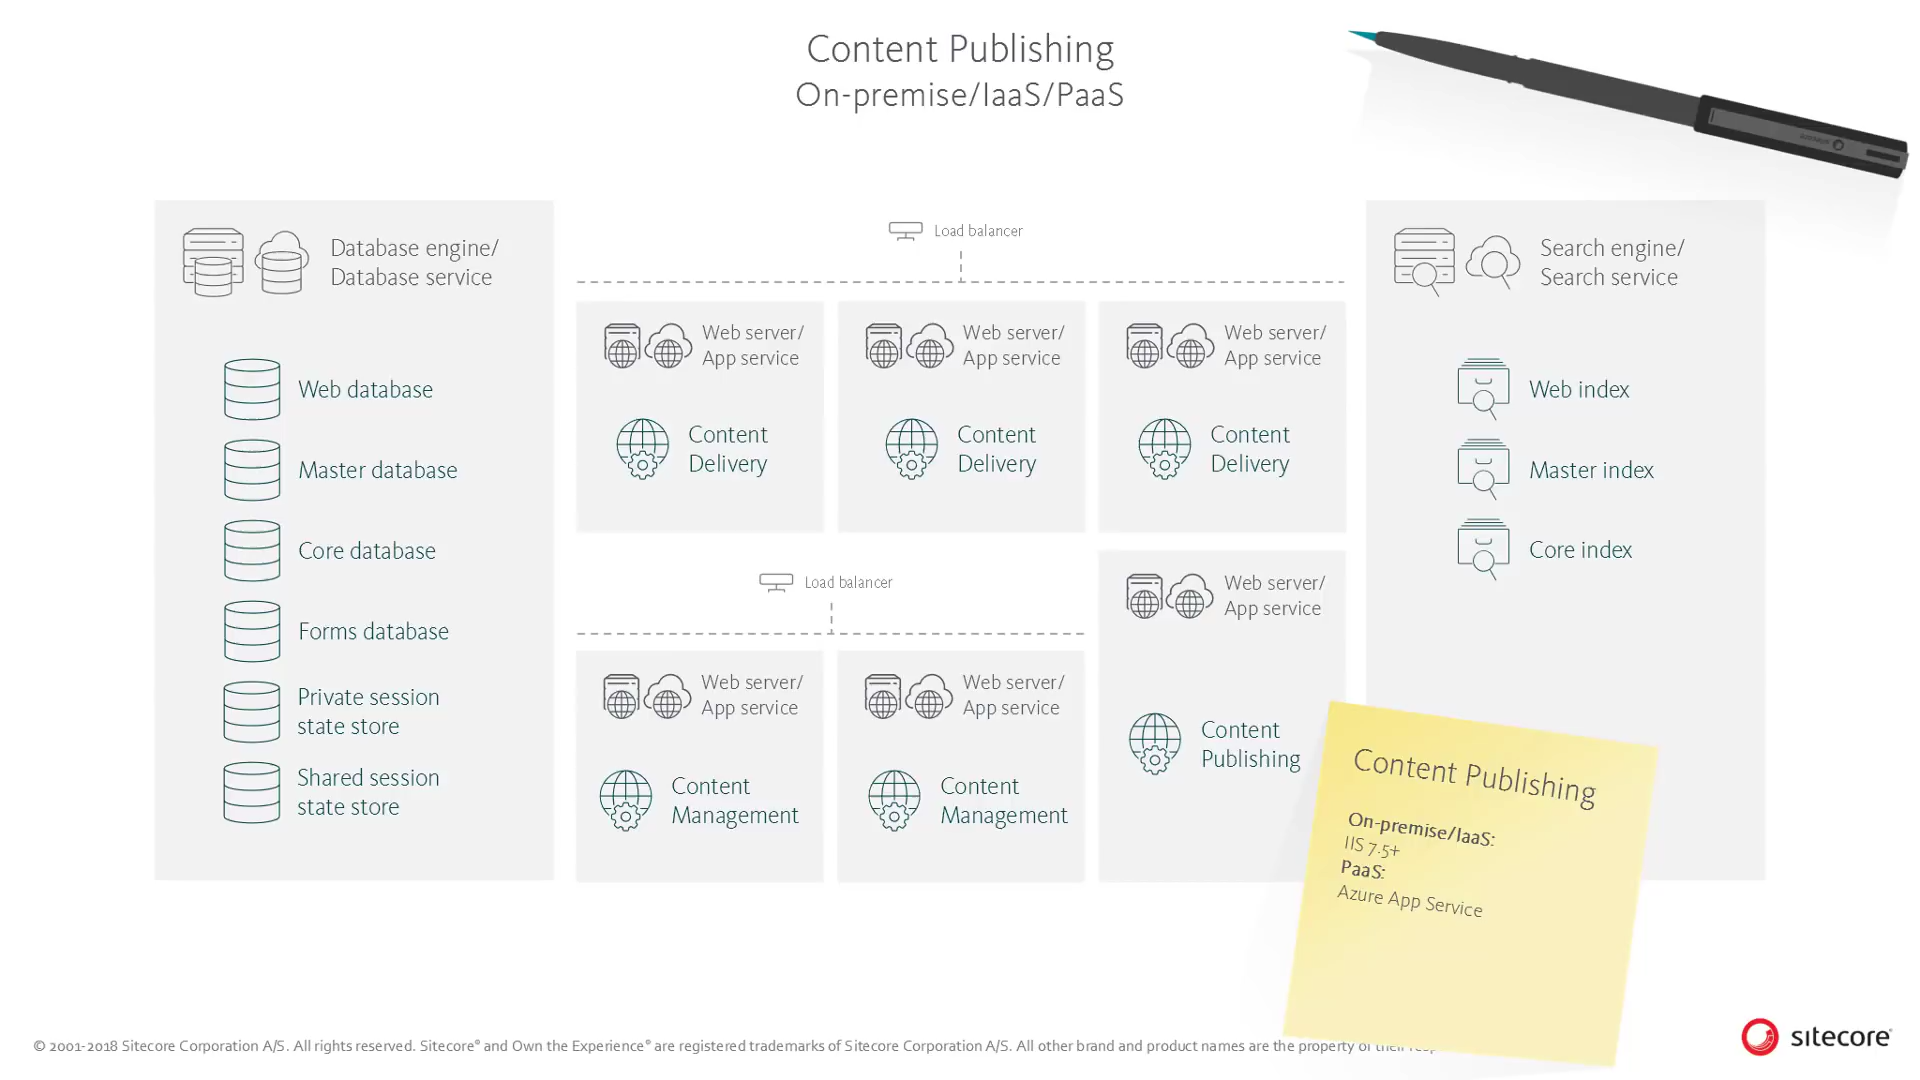 Content Publishing
On-premise/IaaS/PaaS
Database engine/
Database service
Web database
Master database
Core database
Forms database
Private session
state store
Shared session
state store
Load balancer
Web server/
App service
Content
Delivery
Web server/
App service
Content
Delivery
Web server/
App service
Content
Delivery
Load balancer
Web server/
App service
Content
Management
Web server/
App service
Content
Management
Web server/
App service
Content
Publishing
Search engine/
Search service
Web index
Master index
Core index
Content Publishing
On-premise/IaaS:
IIS 7.5+
PaaS:
Azure App Service
© 2001-2018 Sitecore Corporation A/S. All rights reserved. Sitecore® and Own the Experience® are registered trademarks of Sitecore Corporation A/S. All other brand and product names are the property of their
sitecore